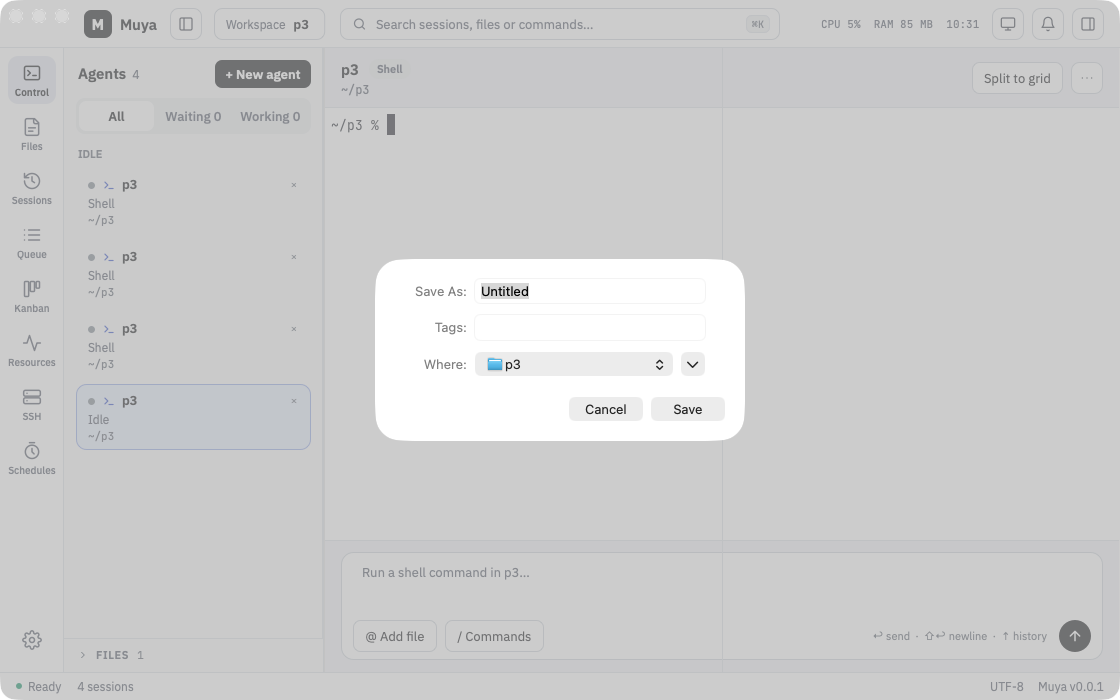 M Muya
Workspace p3
Search sessions, files or commands... ⌘K
CPU 5% RAM 85 MB 10:31
Control
Files
Sessions
Queue
Kanban
Resources
SSH
Schedules
Agents 4
+ New agent
All Waiting 0 Working 0
IDLE
p3 ×
Shell
~/p3
p3 ×
Shell
~/p3
p3 ×
Shell
~/p3
p3 ×
Idle
~/p3
FILES 1
p3 Shell
~/p3
Split to grid ···
~/p3 %
Save As: Untitled
Tags:
Where: p3
Cancel Save
Run a shell command in p3...
@ Add file / Commands
↩ send · ⇧↩ newline · ↑ history
Ready 4 sessions
UTF-8 Muya v0.0.1